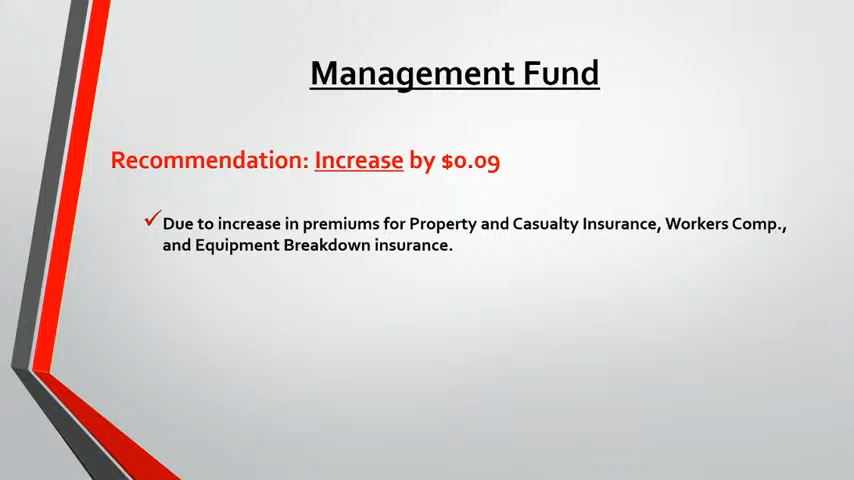 Management Fund
Recommendation: Increase by $0.09
Due to increase in premiums for Property and Casualty Insurance, Workers Comp.,
and Equipment Breakdown insurance.